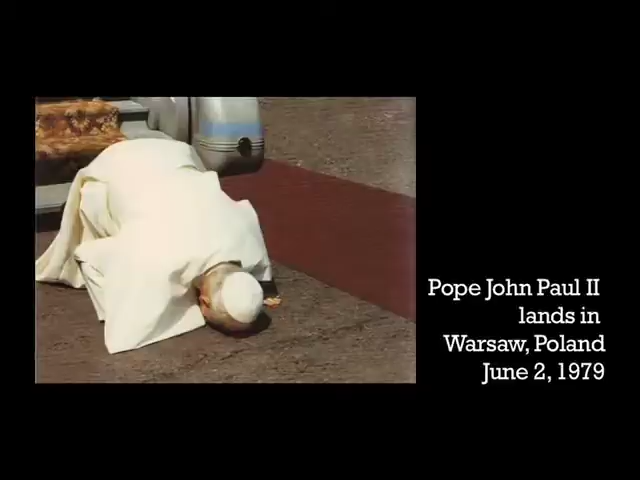 Pope John Paul II
lands in
Warsaw, Poland
June 2, 1979